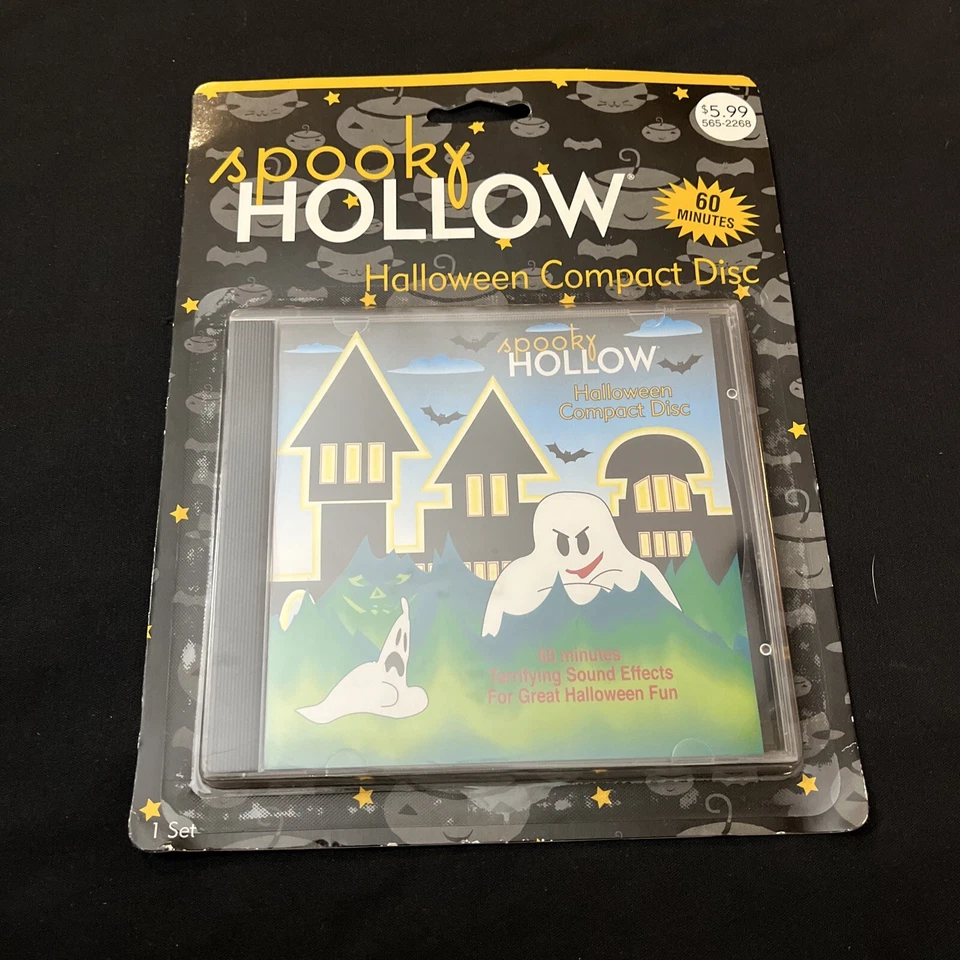 $5.99
565-2268
spooky
HOLLOW®
60
MINUTES
Halloween Compact Disc
spooky
HOLLOW
Halloween
Compact Disc
60 minutes
Terrifying Sound Effects
For Great Halloween Fun
1 Set